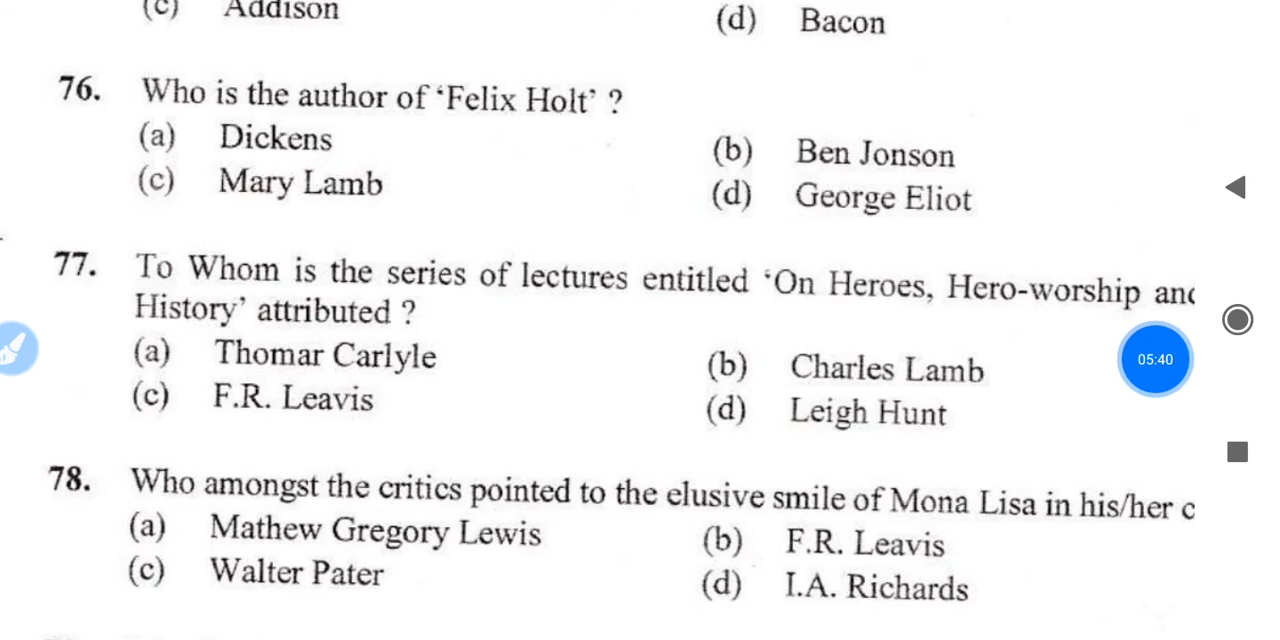 (c) Addison (d) Bacon
76. Who is the author of ‘Felix Holt’ ?
(a) Dickens (b) Ben Jonson
(c) Mary Lamb (d) George Eliot
77. To Whom is the series of lectures entitled ‘On Heroes, Hero-worship and
History’ attributed ?
(a) Thomar Carlyle (b) Charles Lamb
(c) F.R. Leavis (d) Leigh Hunt
05:40
78. Who amongst the critics pointed to the elusive smile of Mona Lisa in his/her c
(a) Mathew Gregory Lewis (b) F.R. Leavis
(c) Walter Pater (d) I.A. Richards